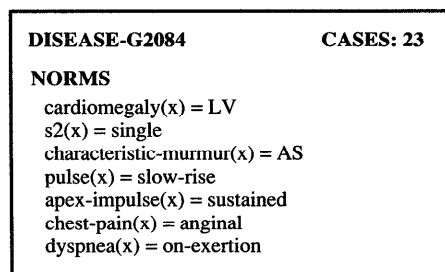 DISEASE-G2084 CASES: 23
NORMS
cardiomegaly(x) = LV
s2(x) = single
characteristic-murmur(x) = AS
pulse(x) = slow-rise
apex-impulse(x) = sustained
chest-pain(x) = anginal
dyspnea(x) = on-exertion